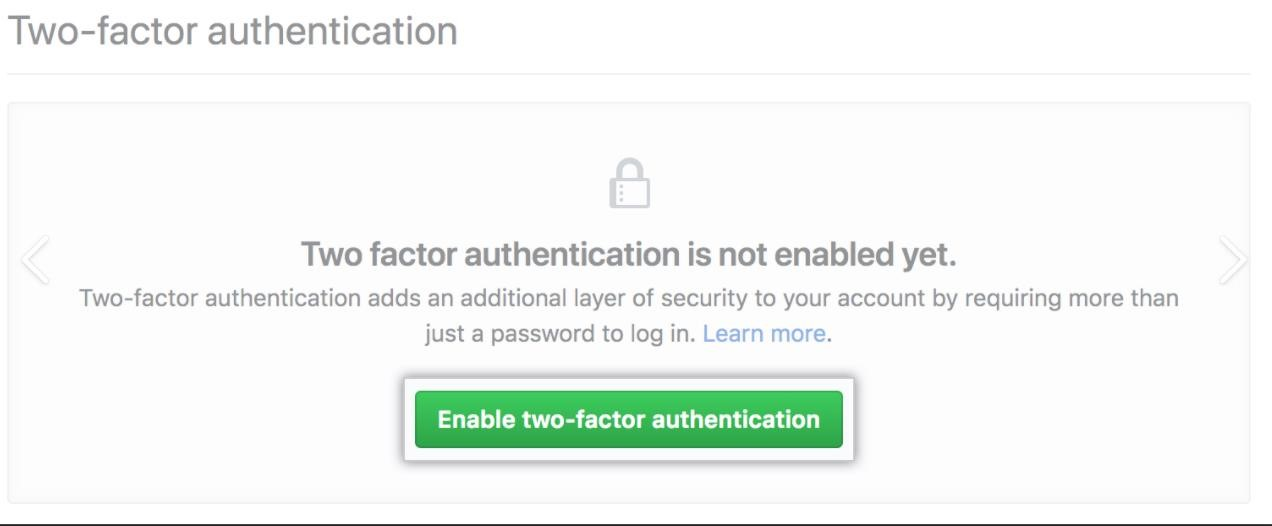 Two-factor authentication
Two factor authentication is not enabled yet.
Two-factor authentication adds an additional layer of security to your account by requiring more than
just a password to log in. Learn more.
Enable two-factor authentication